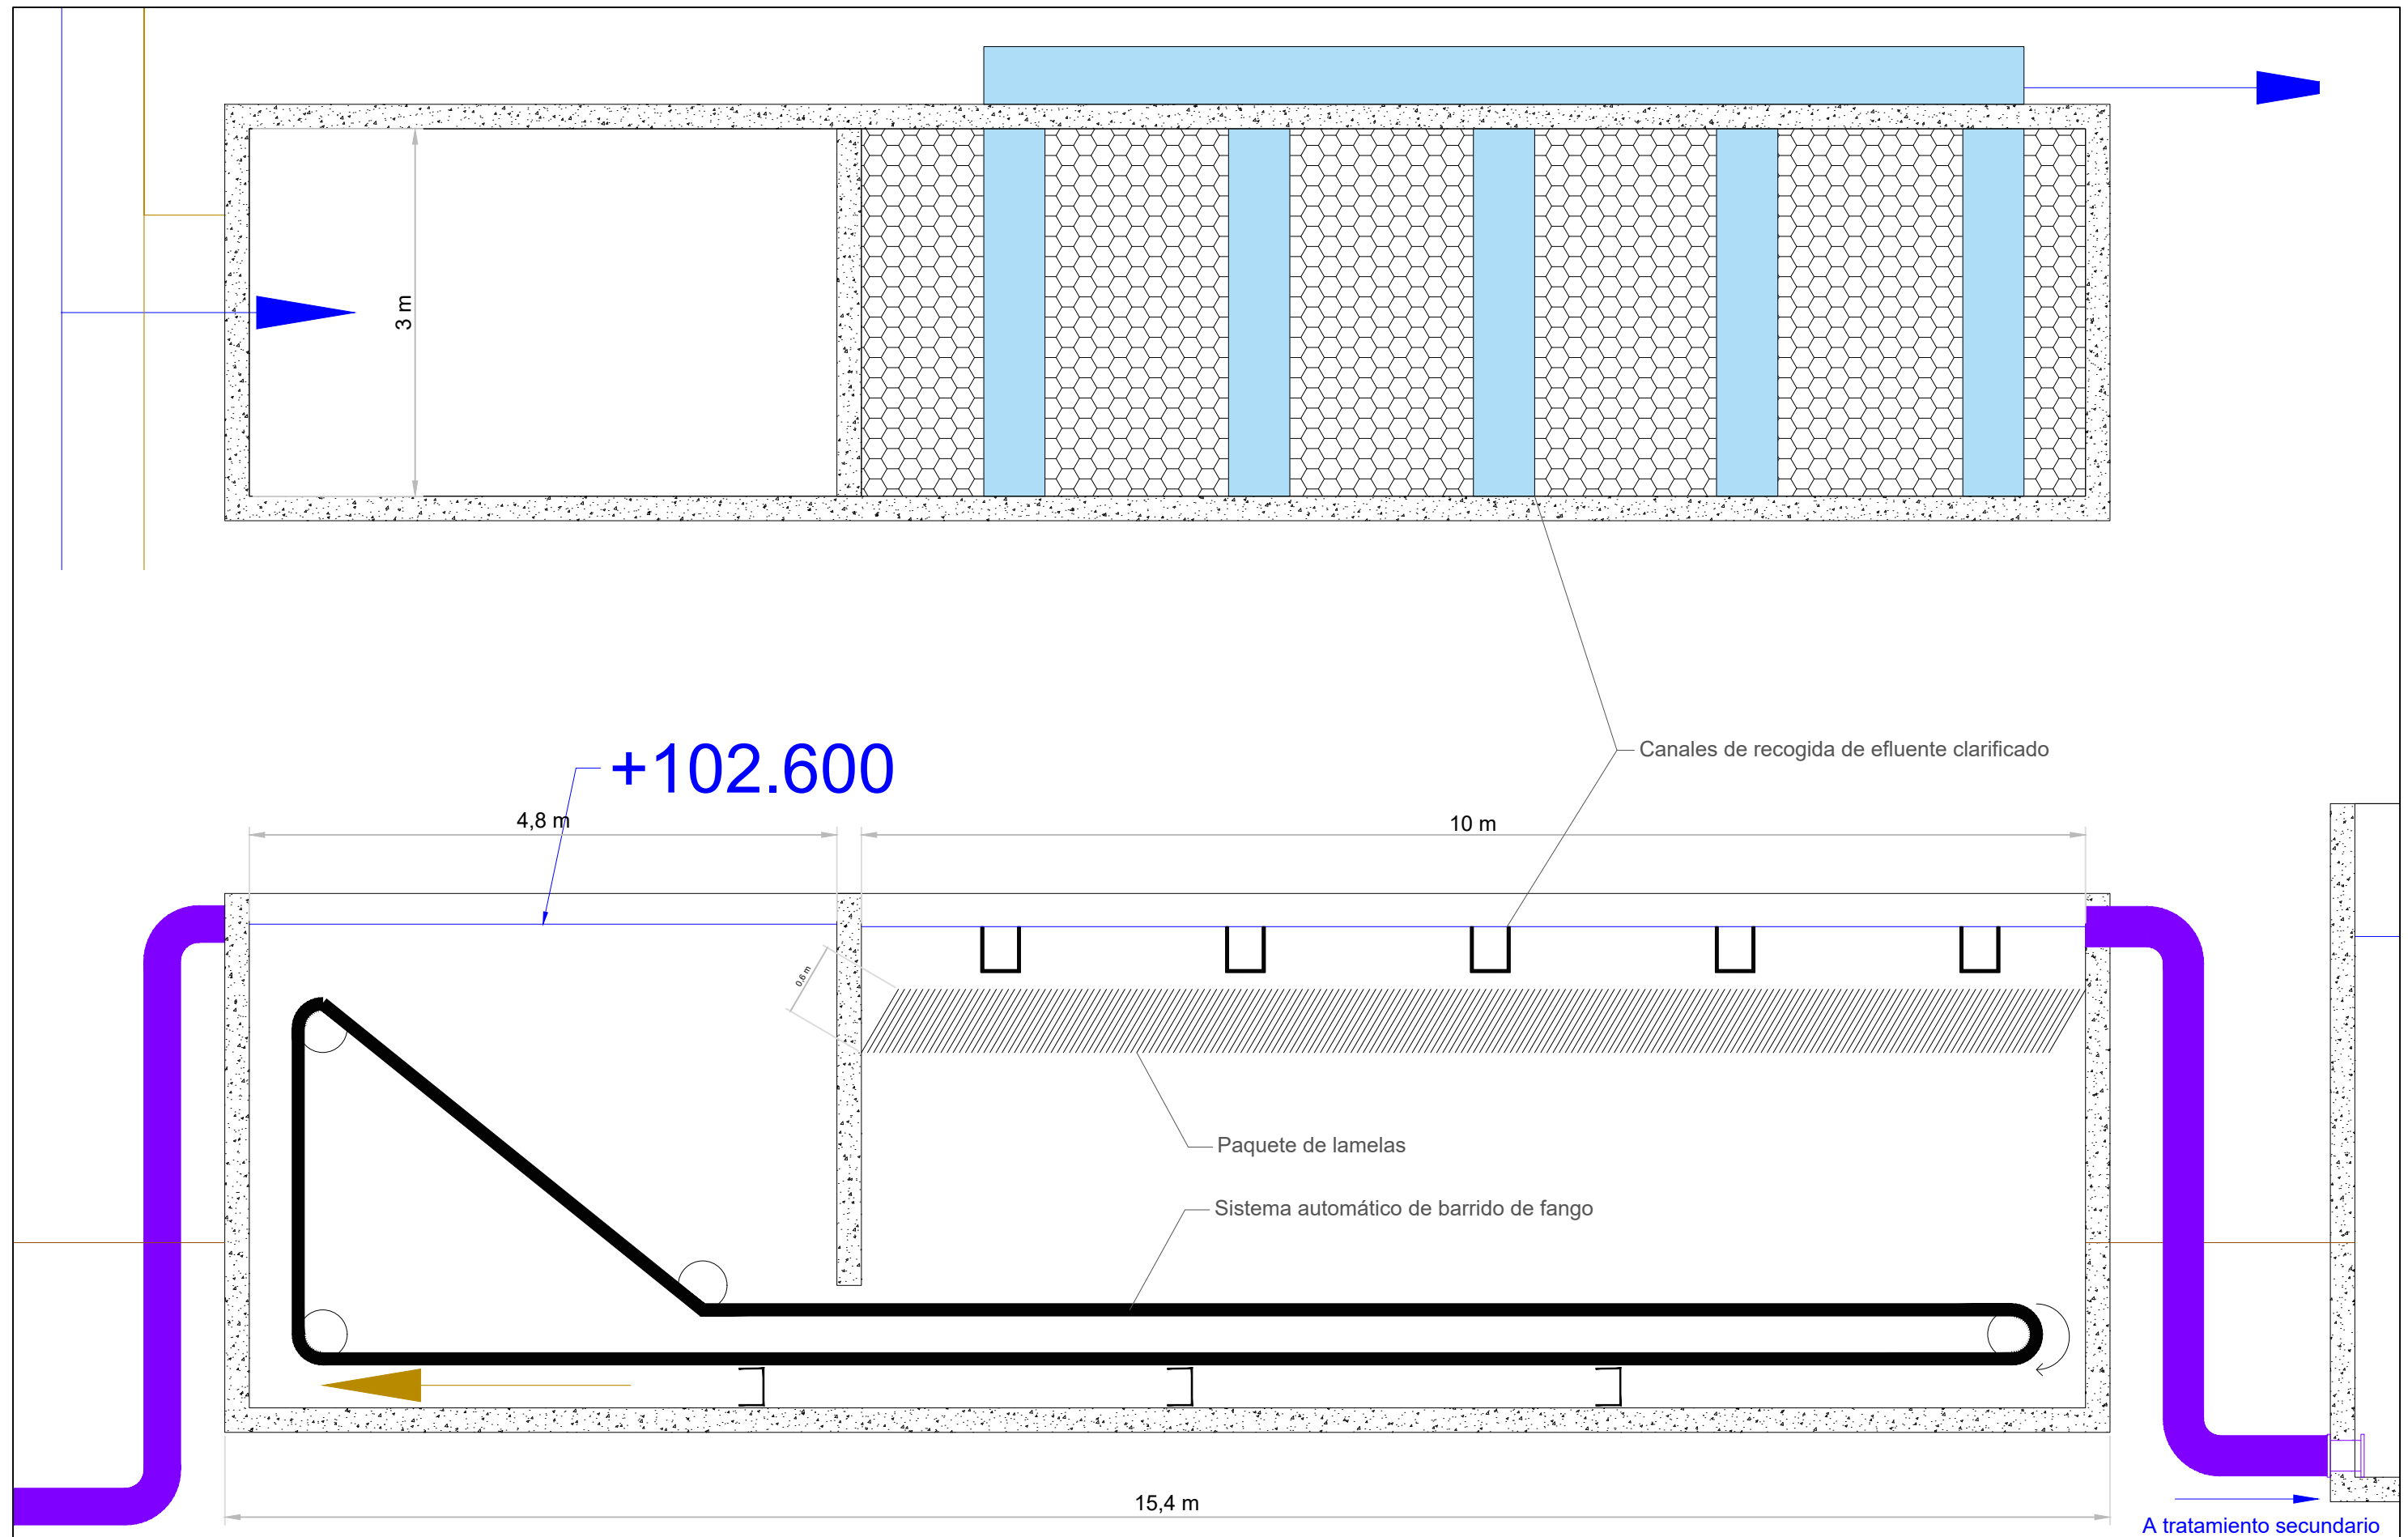 3 m
+102.600
Canales de recogida de efluente clarificado
4,8 m
10 m
0.6 m
Paquete de lamelas
Sistema automático de barrido de fango
15,4 m
A tratamiento secundario